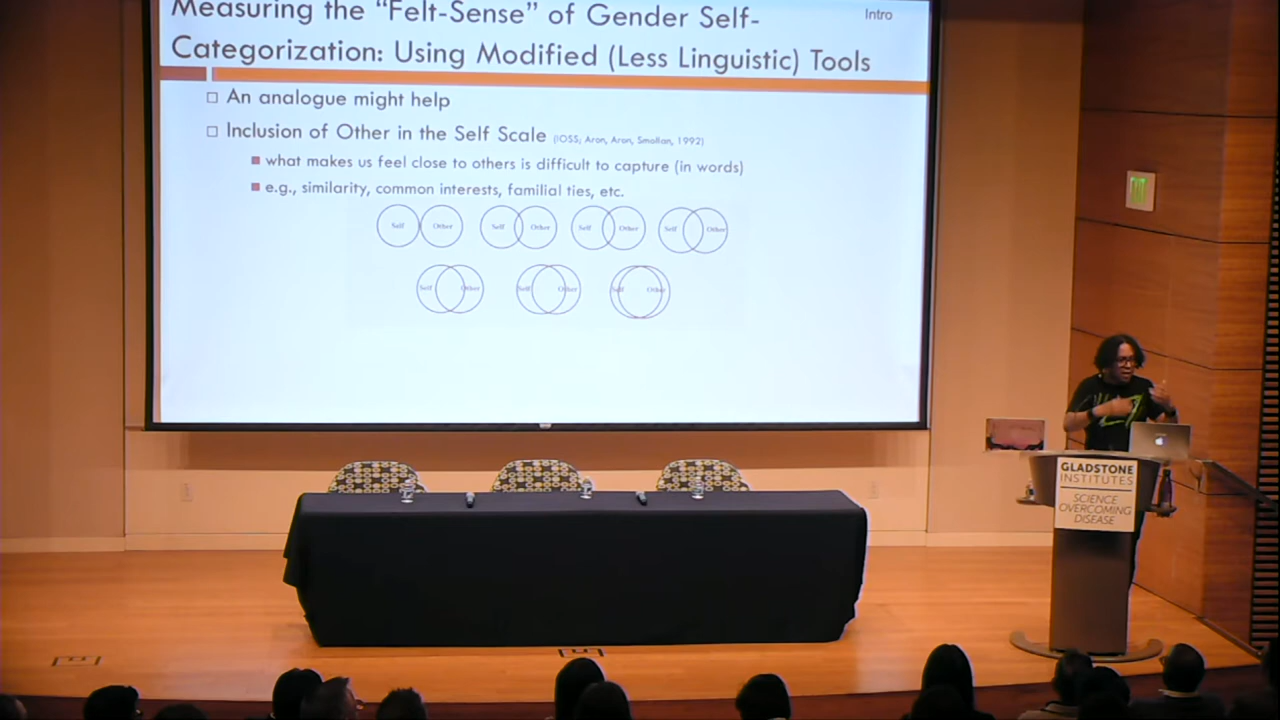 Measuring the “Felt-Sense” of Gender Self-
Intro
Categorization: Using Modified (Less Linguistic) Tools
An analogue might help
Inclusion of Other in the Self Scale (IOSS; Aron, Aron, Smollan, 1992)
what makes us feel close to others is difficult to capture (in words)
e.g., similarity, common interests, familial ties, etc.
Self Other Self Other Self Other Self Other
Self Other Self Other Self Other
GLADSTONE
INSTITUTES
SCIENCE
OVERCOMING
DISEASE